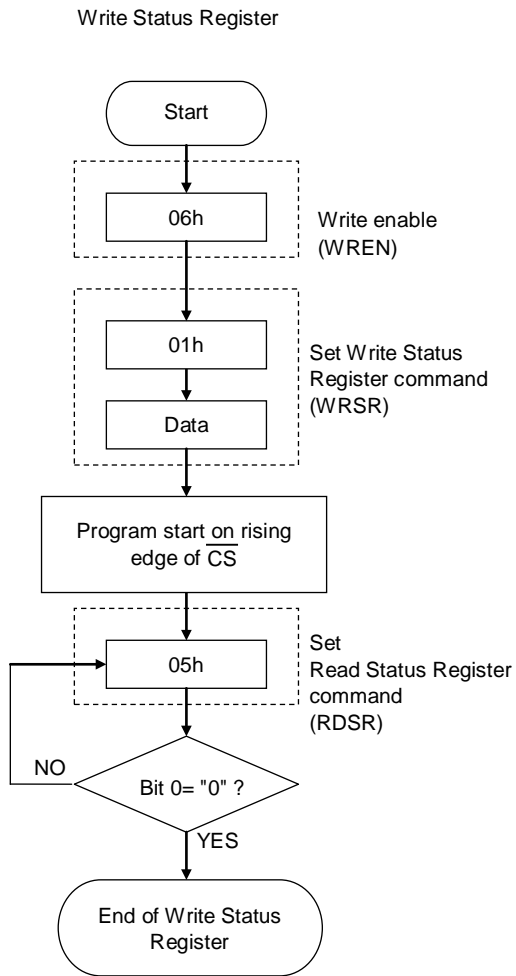 Write Status Register
Start
06h
Write enable
(WREN)
01h
Set Write Status
Register command
(WRSR)
Data
Program start on rising
edge of C̅S̅
05h
Set
Read Status Register
command
(RDSR)
NO
Bit 0= "0" ?
YES
End of Write Status
Register